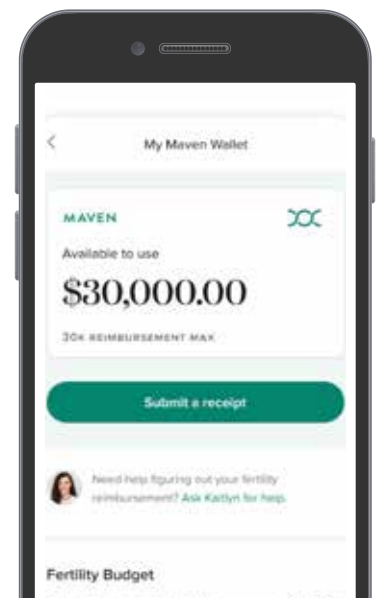 My Maven Wallet
MAVEN
Available to use
$30,000.00
30K REIMBURSEMENT MAX
Submit a receipt
Need help figuring out your fertility
reimbursement? Ask Kaitlyn for help.
Fertility Budget